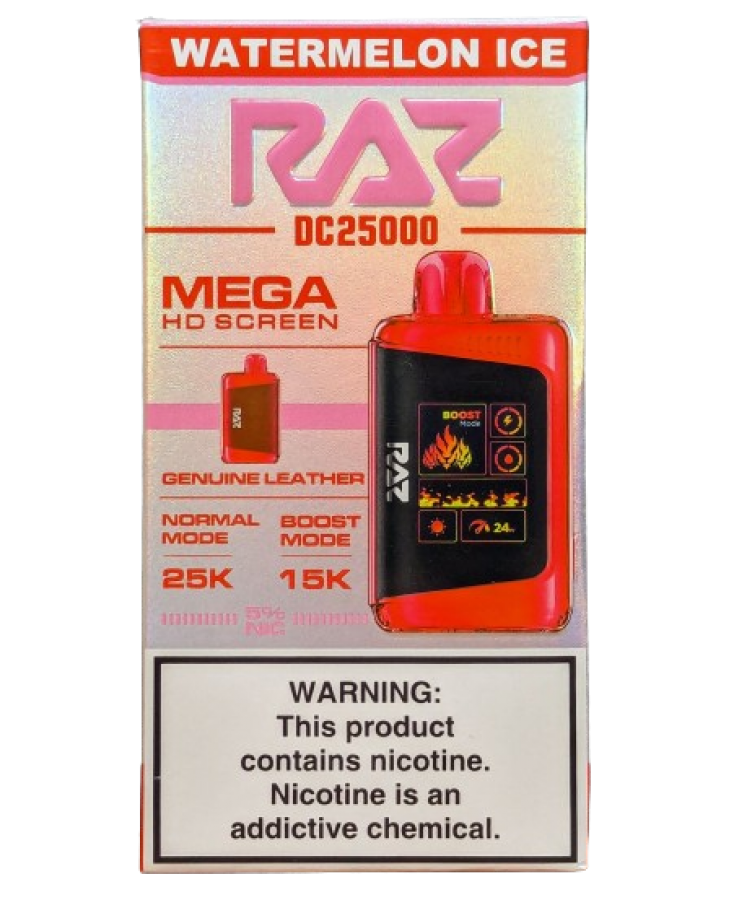 WATERMELON ICE
RAZ
DC25000
MEGA
HD SCREEN
RAZ
GENUINE LEATHER
NORMAL MODE
BOOST MODE
25K
15K
5% NIC
BOOST
Mode
RAZ
24
WARNING:
This product
contains nicotine.
Nicotine is an
addictive chemical.